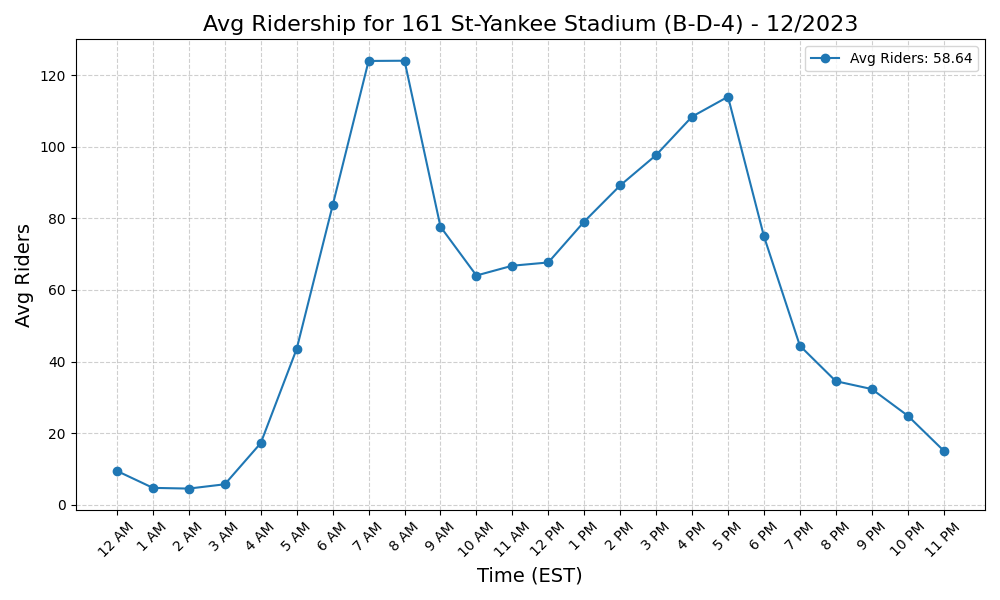 Avg Ridership for 161 St-Yankee Stadium (B-D-4) - 12/2023
Avg Riders: 58.64
Avg Riders
120
100
80
60
40
20
0
12 AM
1 AM
2 AM
3 AM
4 AM
5 AM
6 AM
7 AM
8 AM
9 AM
10 AM
11 AM
12 PM
1 PM
2 PM
3 PM
4 PM
5 PM
6 PM
7 PM
8 PM
9 PM
10 PM
11 PM
Time (EST)